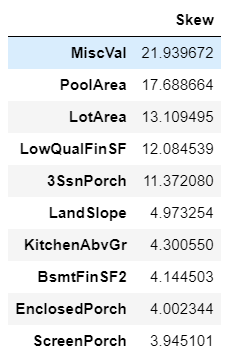 Skew
MiscVal 21.939672
PoolArea 17.688664
LotArea 13.109495
LowQualFinSF 12.084539
3SsnPorch 11.372080
LandSlope 4.973254
KitchenAbvGr 4.300550
BsmtFinSF2 4.144503
EnclosedPorch 4.002344
ScreenPorch 3.945101